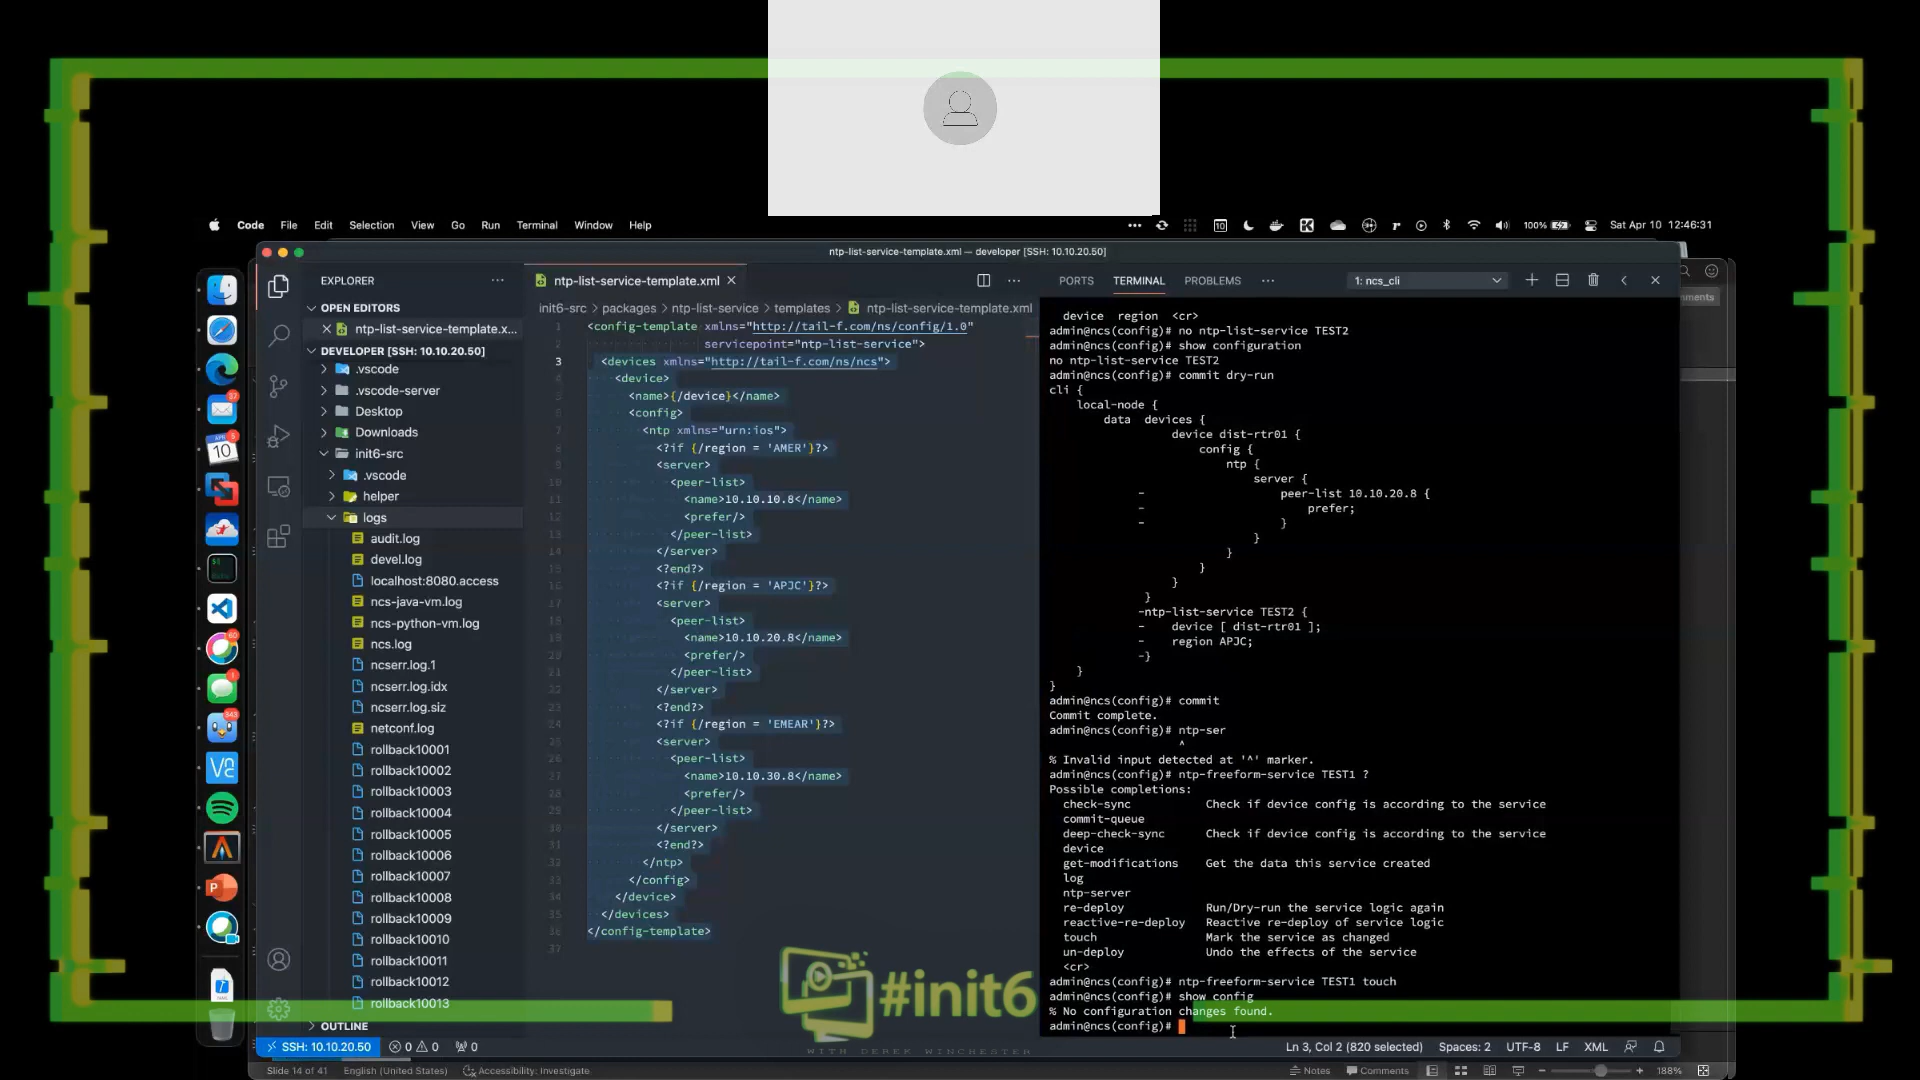 Code File Edit Selection View Go Run Terminal Window Help
100% Sat Apr 10 12:46:31
ntp-list-service-template.xml — developer [SSH: 10.10.20.50]
EXPLORER
OPEN EDITORS
ntp-list-service-template.x...
DEVELOPER [SSH: 10.10.20.50]
.vscode
.vscode-server
Desktop
Downloads
init6-src
.vscode
helper
logs
audit.log
devel.log
localhost:8080.access
ncs-java-vm.log
ncs-python-vm.log
ncs.log
ncserr.log.1
ncserr.log.idx
ncserr.log.siz
netconf.log
rollback10001
rollback10002
rollback10003
rollback10004
rollback10005
rollback10006
rollback10007
rollback10008
rollback10009
rollback10010
rollback10011
rollback10012
rollback10013
OUTLINE
ntp-list-service-template.xml
init6-src > packages > ntp-list-service > templates > ntp-list-service-template.xml
<config-template xmlns="http://tail-f.com/ns/config/1.0"
servicepoint="ntp-list-service">
3 <devices xmlns="http://tail-f.com/ns/ncs">
<device>
<name>{/device}</name>
<config>
<ntp xmlns="urn:ios">
<?if {/region = 'AMER'}?>
<server>
<peer-list>
<name>10.10.10.8</name>
<prefer/>
</peer-list>
</server>
<?end?>
<?if {/region = 'APJC'}?>
<server>
<peer-list>
<name>10.10.20.8</name>
<prefer/>
</peer-list>
</server>
<?end?>
<?if {/region = 'EMEAR'}?>
<server>
<peer-list>
<name>10.10.30.8</name>
<prefer/>
</peer-list>
</server>
<?end?>
</ntp>
</config>
</device>
</devices>
</config-template>
PORTS TERMINAL PROBLEMS 1: ncs_cli
device region <cr>
admin@ncs(config)# no ntp-list-service TEST2
admin@ncs(config)# show configuration
no ntp-list-service TEST2
admin@ncs(config)# commit dry-run
cli {
local-node {
data devices {
device dist-rtr01 {
config {
ntp {
server {
- peer-list 10.10.20.8 {
- prefer;
- }
}
}
}
}
}
-ntp-list-service TEST2 {
- device [ dist-rtr01 ];
- region APJC;
-}
}
}
admin@ncs(config)# commit
Commit complete.
admin@ncs(config)# ntp-ser
^
% Invalid input detected at '^' marker.
admin@ncs(config)# ntp-freeform-service TEST1 ?
Possible completions:
check-sync Check if device config is according to the service
commit-queue
deep-check-sync Check if device config is according to the service
device
get-modifications Get the data this service created
log
ntp-server
re-deploy Run/Dry-run the service logic again
reactive-re-deploy Reactive re-deploy of service logic
touch Mark the service as changed
un-deploy Undo the effects of the service
<cr>
admin@ncs(config)# ntp-freeform-service TEST1 touch
admin@ncs(config)# show config
% No configuration changes found.
admin@ncs(config)#
#init6
WITH DEREK WINCHESTER
SSH: 10.10.20.50 0 0 0 Ln 3, Col 2 (820 selected) Spaces: 2 UTF-8 LF XML
Slide 14 of 41 English (United States) Accessibility: Investigate Notes Comments 188%